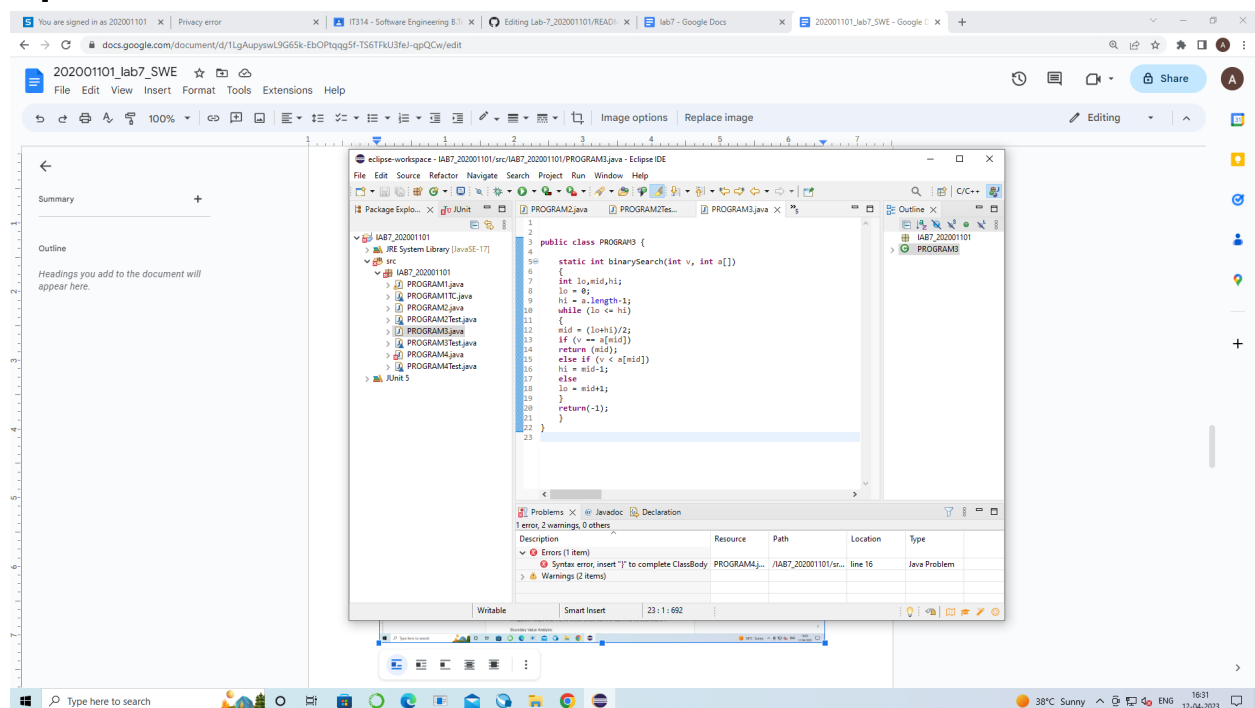 You are signed in as 202001101
Privacy error
IT314 - Software Engineering B.T
Editing Lab-7_202001101/READ
lab7 - Google Docs
202001101_lab7_SWE - Google D
docs.google.com/document/d/1LgAupyswL9G65k-EbOPtqqg5f-TS6TFkU3feJ-qpQCw/edit
202001101_lab7_SWE
Share
A
File Edit View Insert Format Tools Extensions Help
100%
Image options
Replace image
Editing
Summary
Outline
Headings you add to the document will
appear here.
eclipse-workspace - IAB7_202001101/src/IAB7_202001101/PROGRAM3.java - Eclipse IDE
File Edit Source Refactor Navigate Search Project Run Window Help
C/C++
Package Explo...
JUnit
PROGRAM2.java
PROGRAM2Tes...
PROGRAM3.java
Outline
IAB7_202001101
JRE System Library [JavaSE-17]
src
IAB7_202001101
PROGRAM1.java
PROGRAM1TC.java
PROGRAM2.java
PROGRAM2Test.java
PROGRAM3.java
PROGRAM3Test.java
PROGRAM4.java
PROGRAM4Test.java
JUnit 5
1
2
3 public class PROGRAM3 {
4
5 static int binarySearch(int v, int a[])
6 {
7 int lo,mid,hi;
8 lo = 0;
9 hi = a.length-1;
10 while (lo <= hi)
11 {
12 mid = (lo+hi)/2;
13 if (v == a[mid])
14 return (mid);
15 else if (v < a[mid])
16 hi = mid-1;
17 else
18 lo = mid+1;
19 }
20 return(-1);
21 }
22 }
23
IAB7_202001101
PROGRAM3
Problems
Javadoc
Declaration
1 error, 2 warnings, 0 others
Description Resource Path Location Type
Errors (1 item)
Syntax error, insert "}" to complete ClassBody PROGRAM4.j... /IAB7_202001101/sr... line 16 Java Problem
Warnings (2 items)
Writable Smart Insert 23 : 1 : 692
Boundary Value Analysis:
Type here to search
38°C Sunny
ENG
16:31
12-04-2023